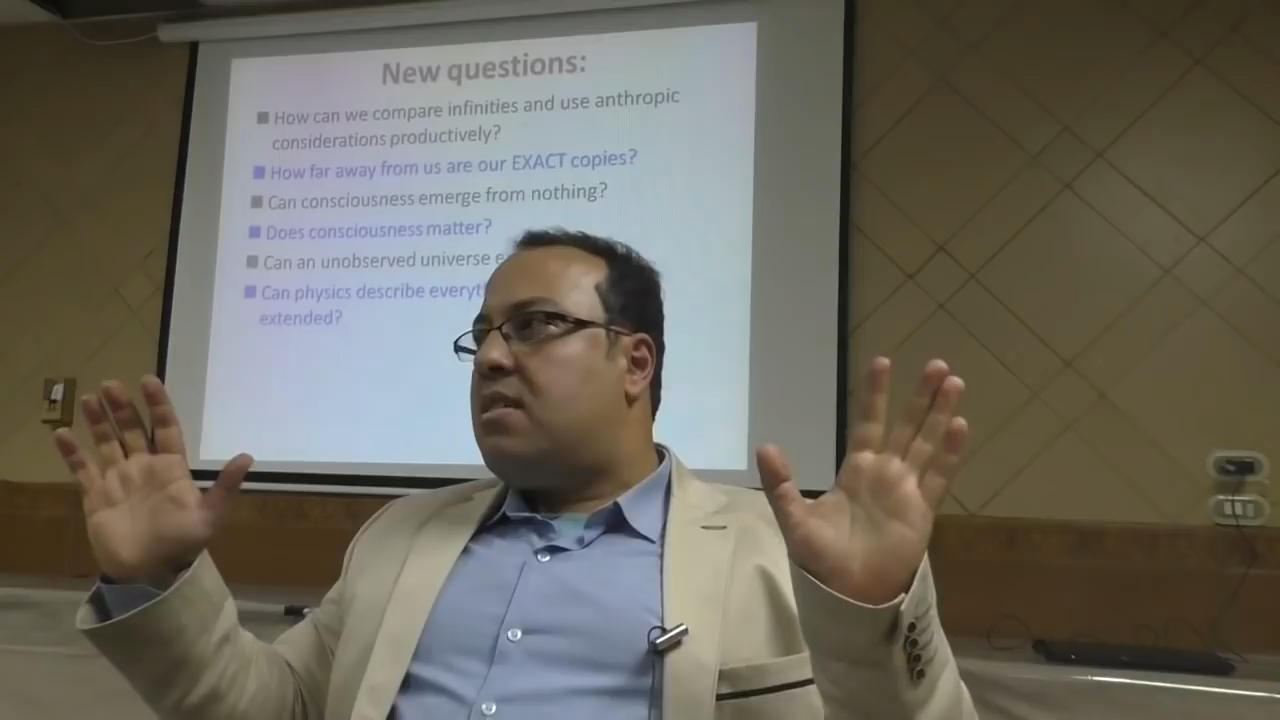 New questions:
How can we compare infinities and use anthropic
considerations productively?
How far away from us are our EXACT copies?
Can consciousness emerge from nothing?
Does consciousness matter?
Can an unobserved universe
Can physics describe
extended?